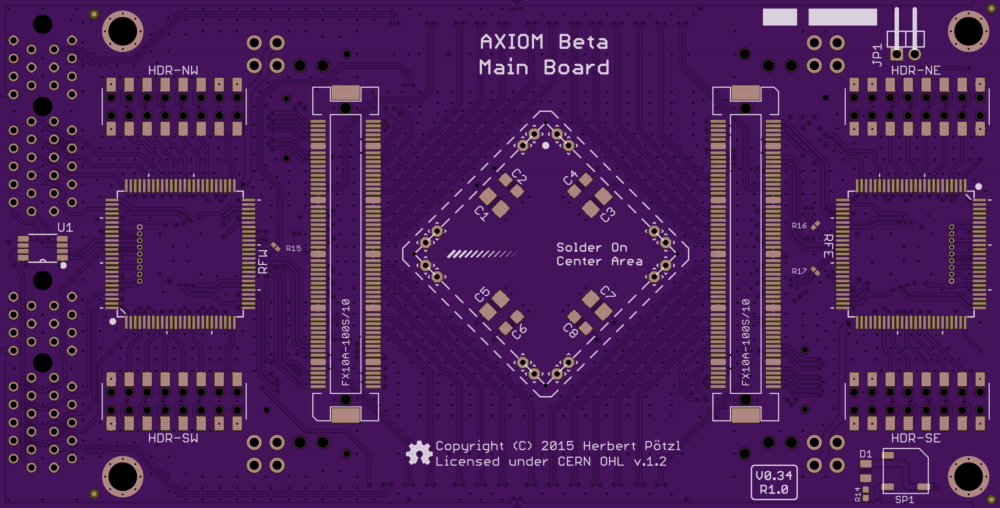 AXIOM Beta
Main Board
JP1
HDR-NW
HDR-NE
C2
C1
C4
C3
U1
RFW
R15
Solder On
Center Area
R16
RFE
R17
C5
C6
C7
C8
FX10A-100S/10
FX10A-100S/10
HDR-SW
HDR-SE
Copyright (C) 2015 Herbert Pötzl
Licensed under CERN OHL v.1.2
V0.34
R1.0
D1
R14
SP1